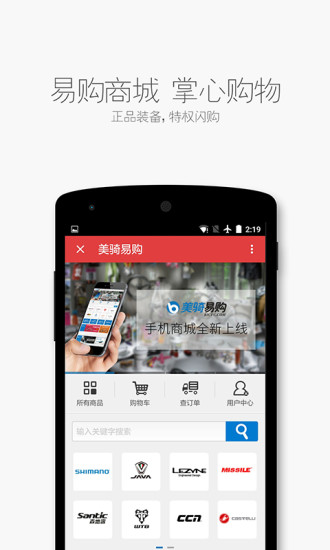 易购商城 掌心购物
正品装备，特权闪购
2:19
× 美骑易购
美骑易购
手机商城全新上线
所有商品 购物车 查订单 用户中心
输入关键字搜索
SHIMANO JAVA LEZYNE MISSILE
Engineered Design
Santic WTB CCN CASTELLI
森地客